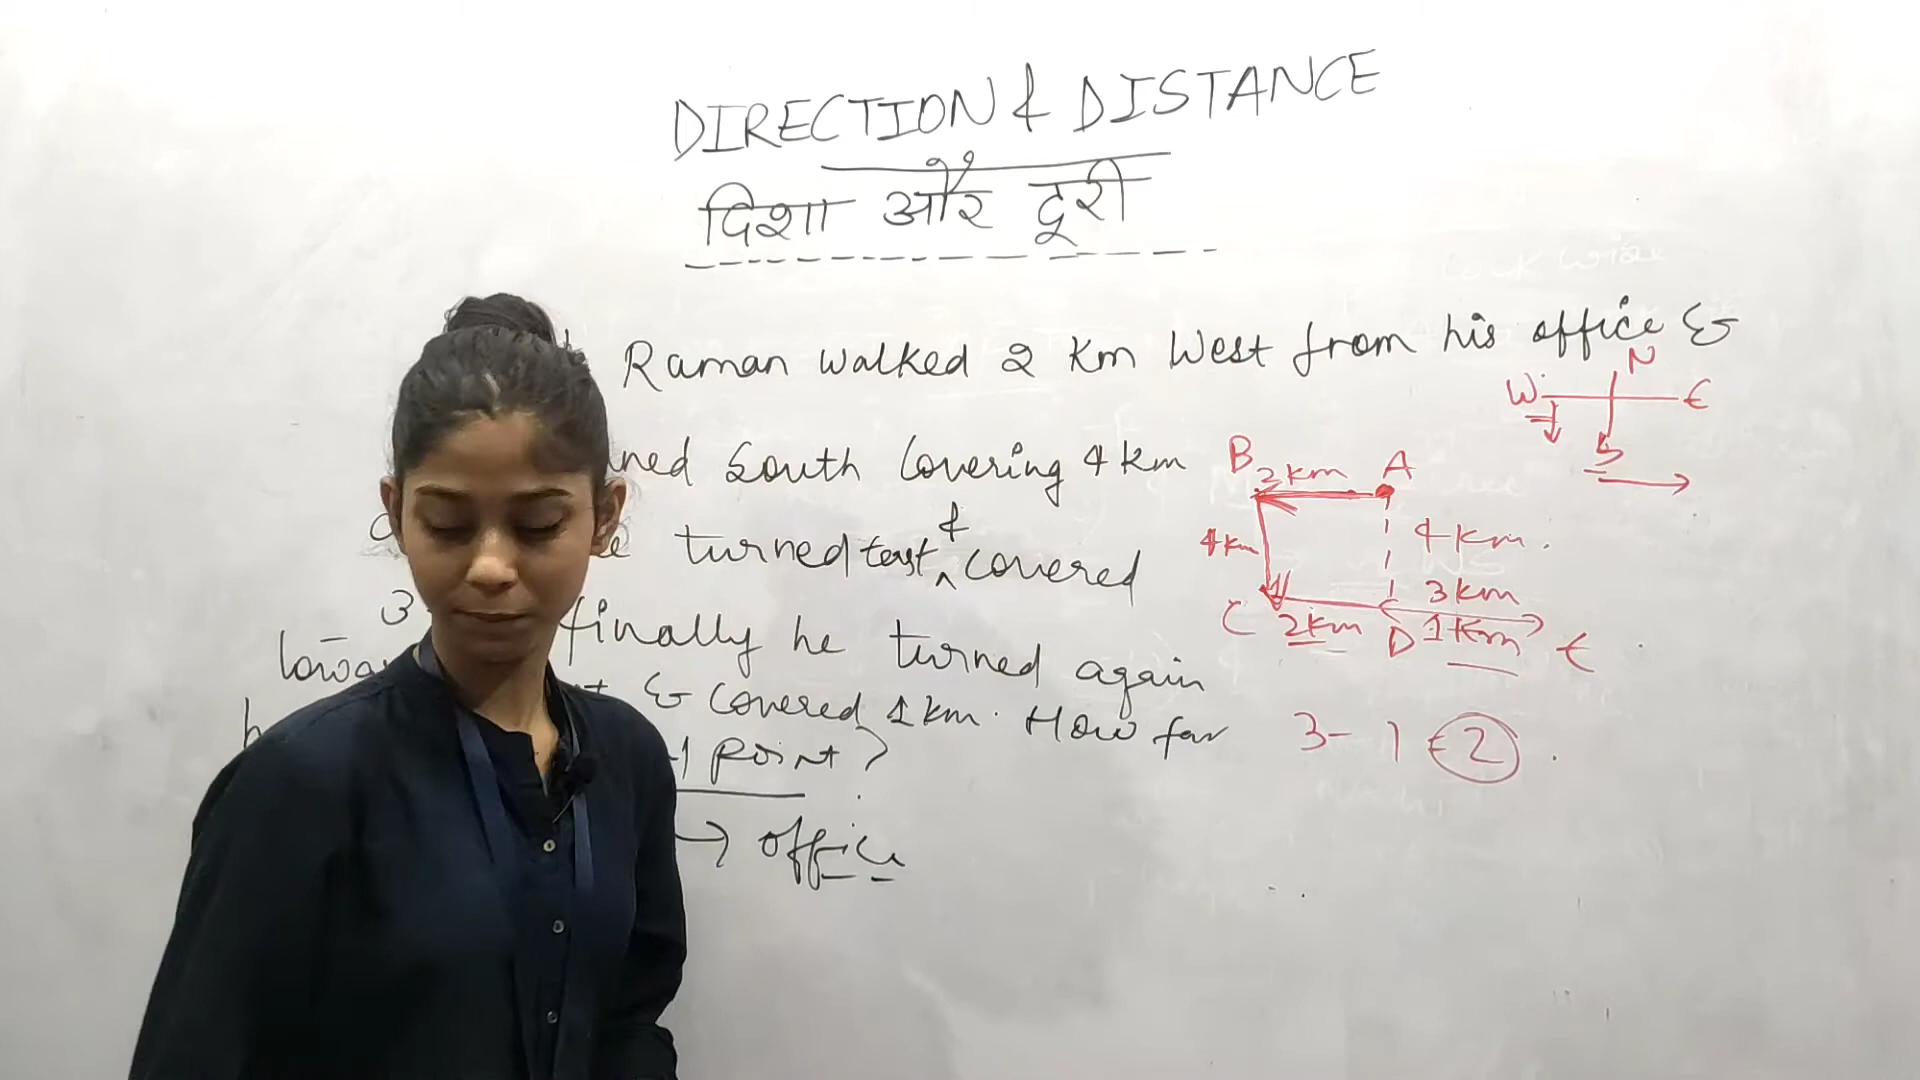 DIRECTION & DISTANCE
दिशा और दूरी
Raman walked 2 Km West from his office &
ned South Covering 4 km
e turned East & covered
3 finally he turned again
towa & covered 1 km. How far
point?
→ office
N
W E
S
B 2 km A
4 km 4 km.
3 km
C 2 km D 1 Km E
3 - 1 = 2